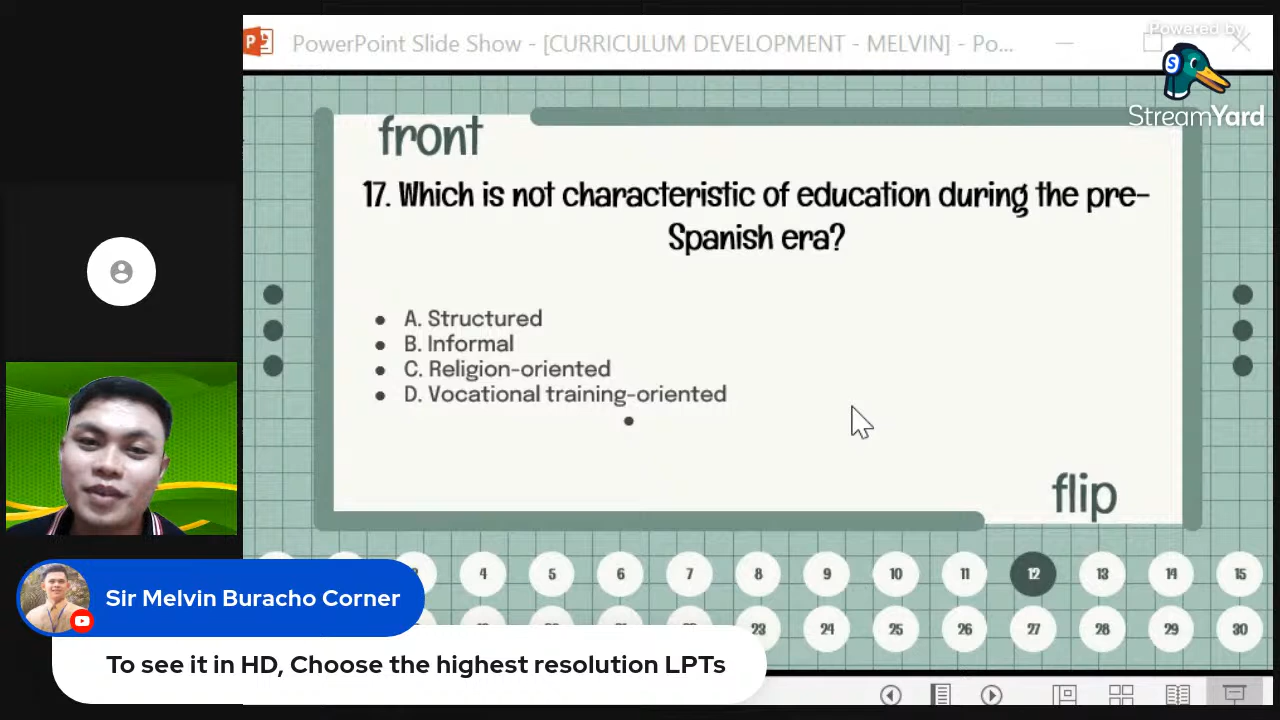 PowerPoint Slide Show - [CURRICULUM DEVELOPMENT - MELVIN] - Po...
Powered by
StreamYard
front
17. Which is not characteristic of education during the pre-
Spanish era?
● A. Structured
● B. Informal
● C. Religion-oriented
● D. Vocational training-oriented
●
flip
4 5 6 7 8 9 10 11 12 13 14 15
23 24 25 26 27 28 29 30
Sir Melvin Buracho Corner
To see it in HD, Choose the highest resolution LPTs